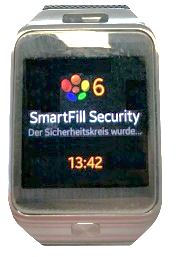 6
SmartFill Security
Der Sicherheitskreis wurde...
13:42